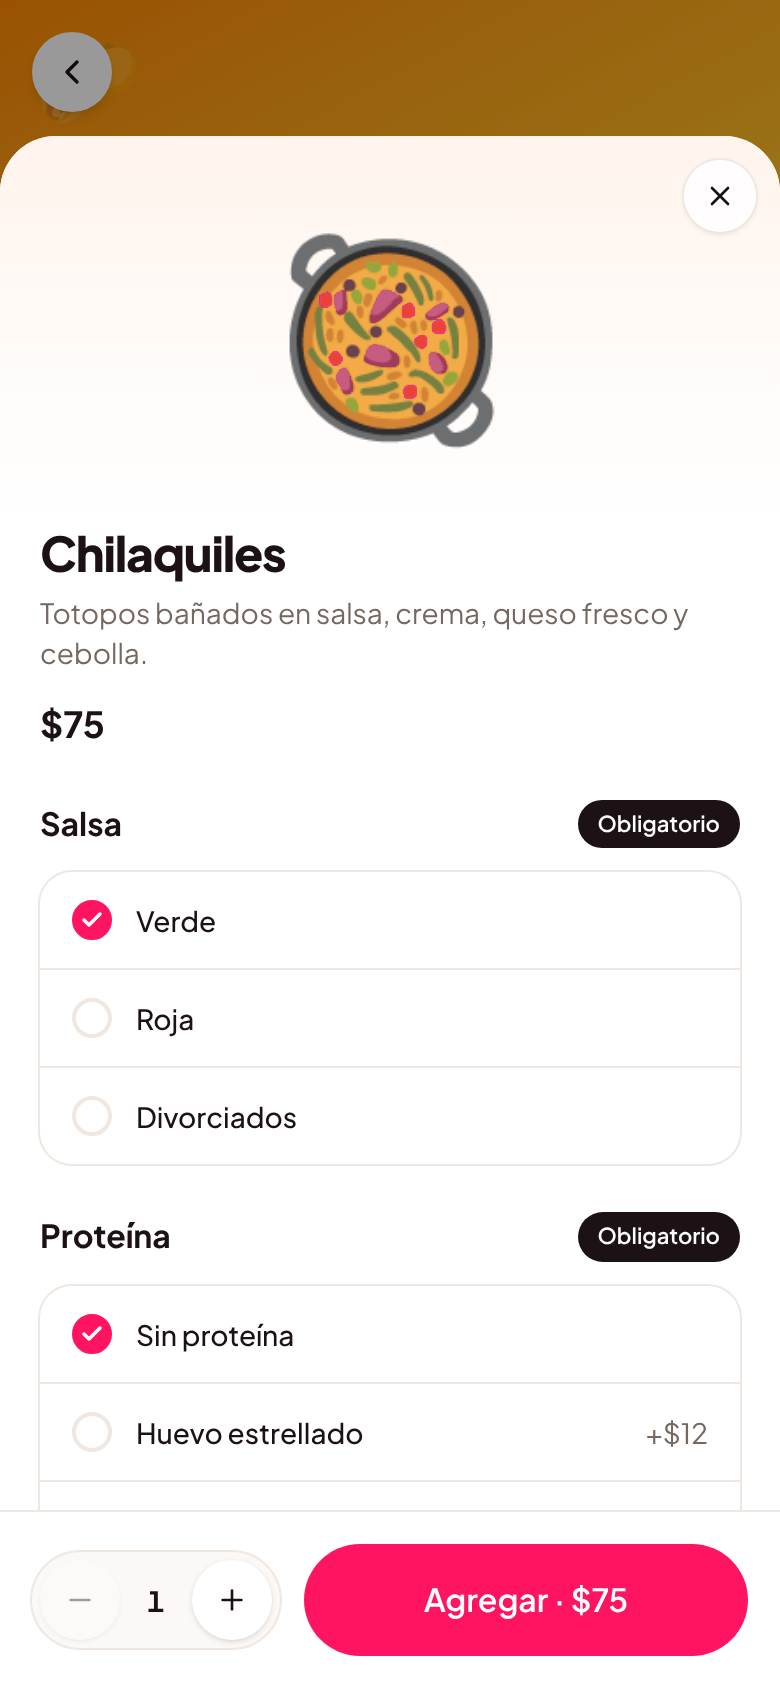 Chilaquiles
Totopos bañados en salsa, crema, queso fresco y
cebolla.
$75
Salsa
Obligatorio
Verde
Roja
Divorciados
Proteína
Obligatorio
Sin proteína
Huevo estrellado
+$12
1
Agregar · $75